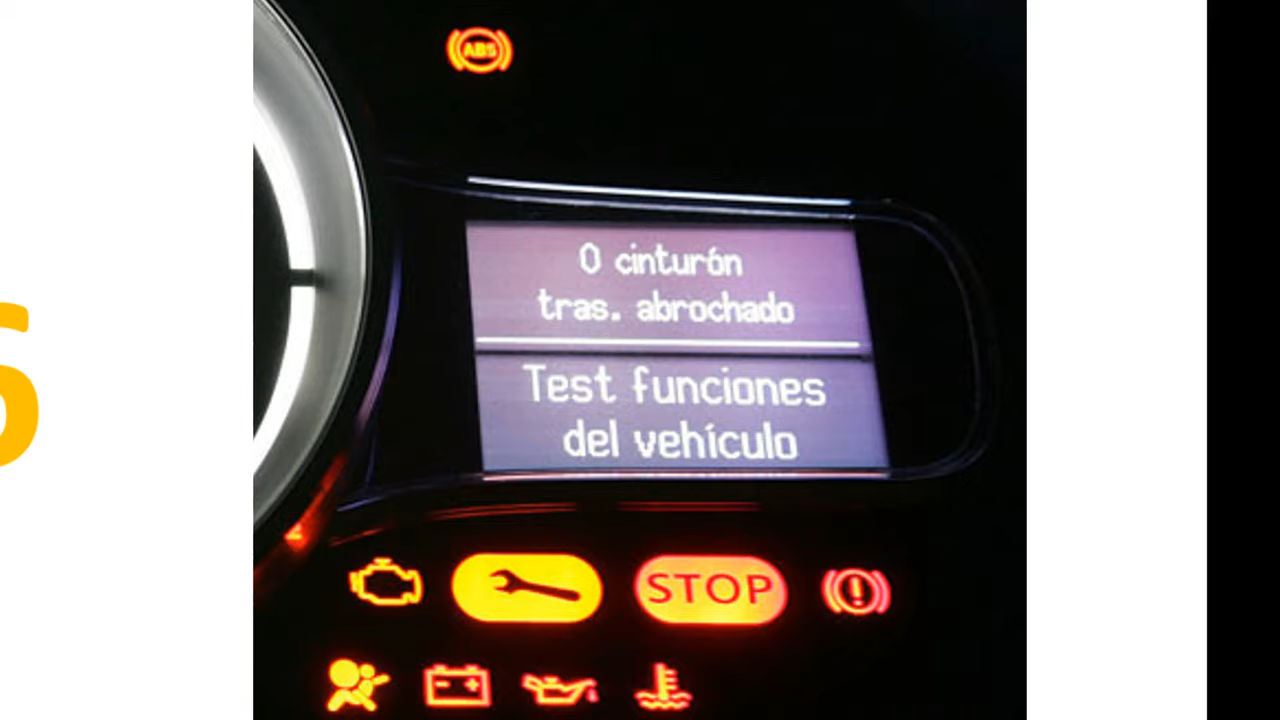 ABS
0 cinturón
tras. abrochado
Test funciones
del vehículo
STOP